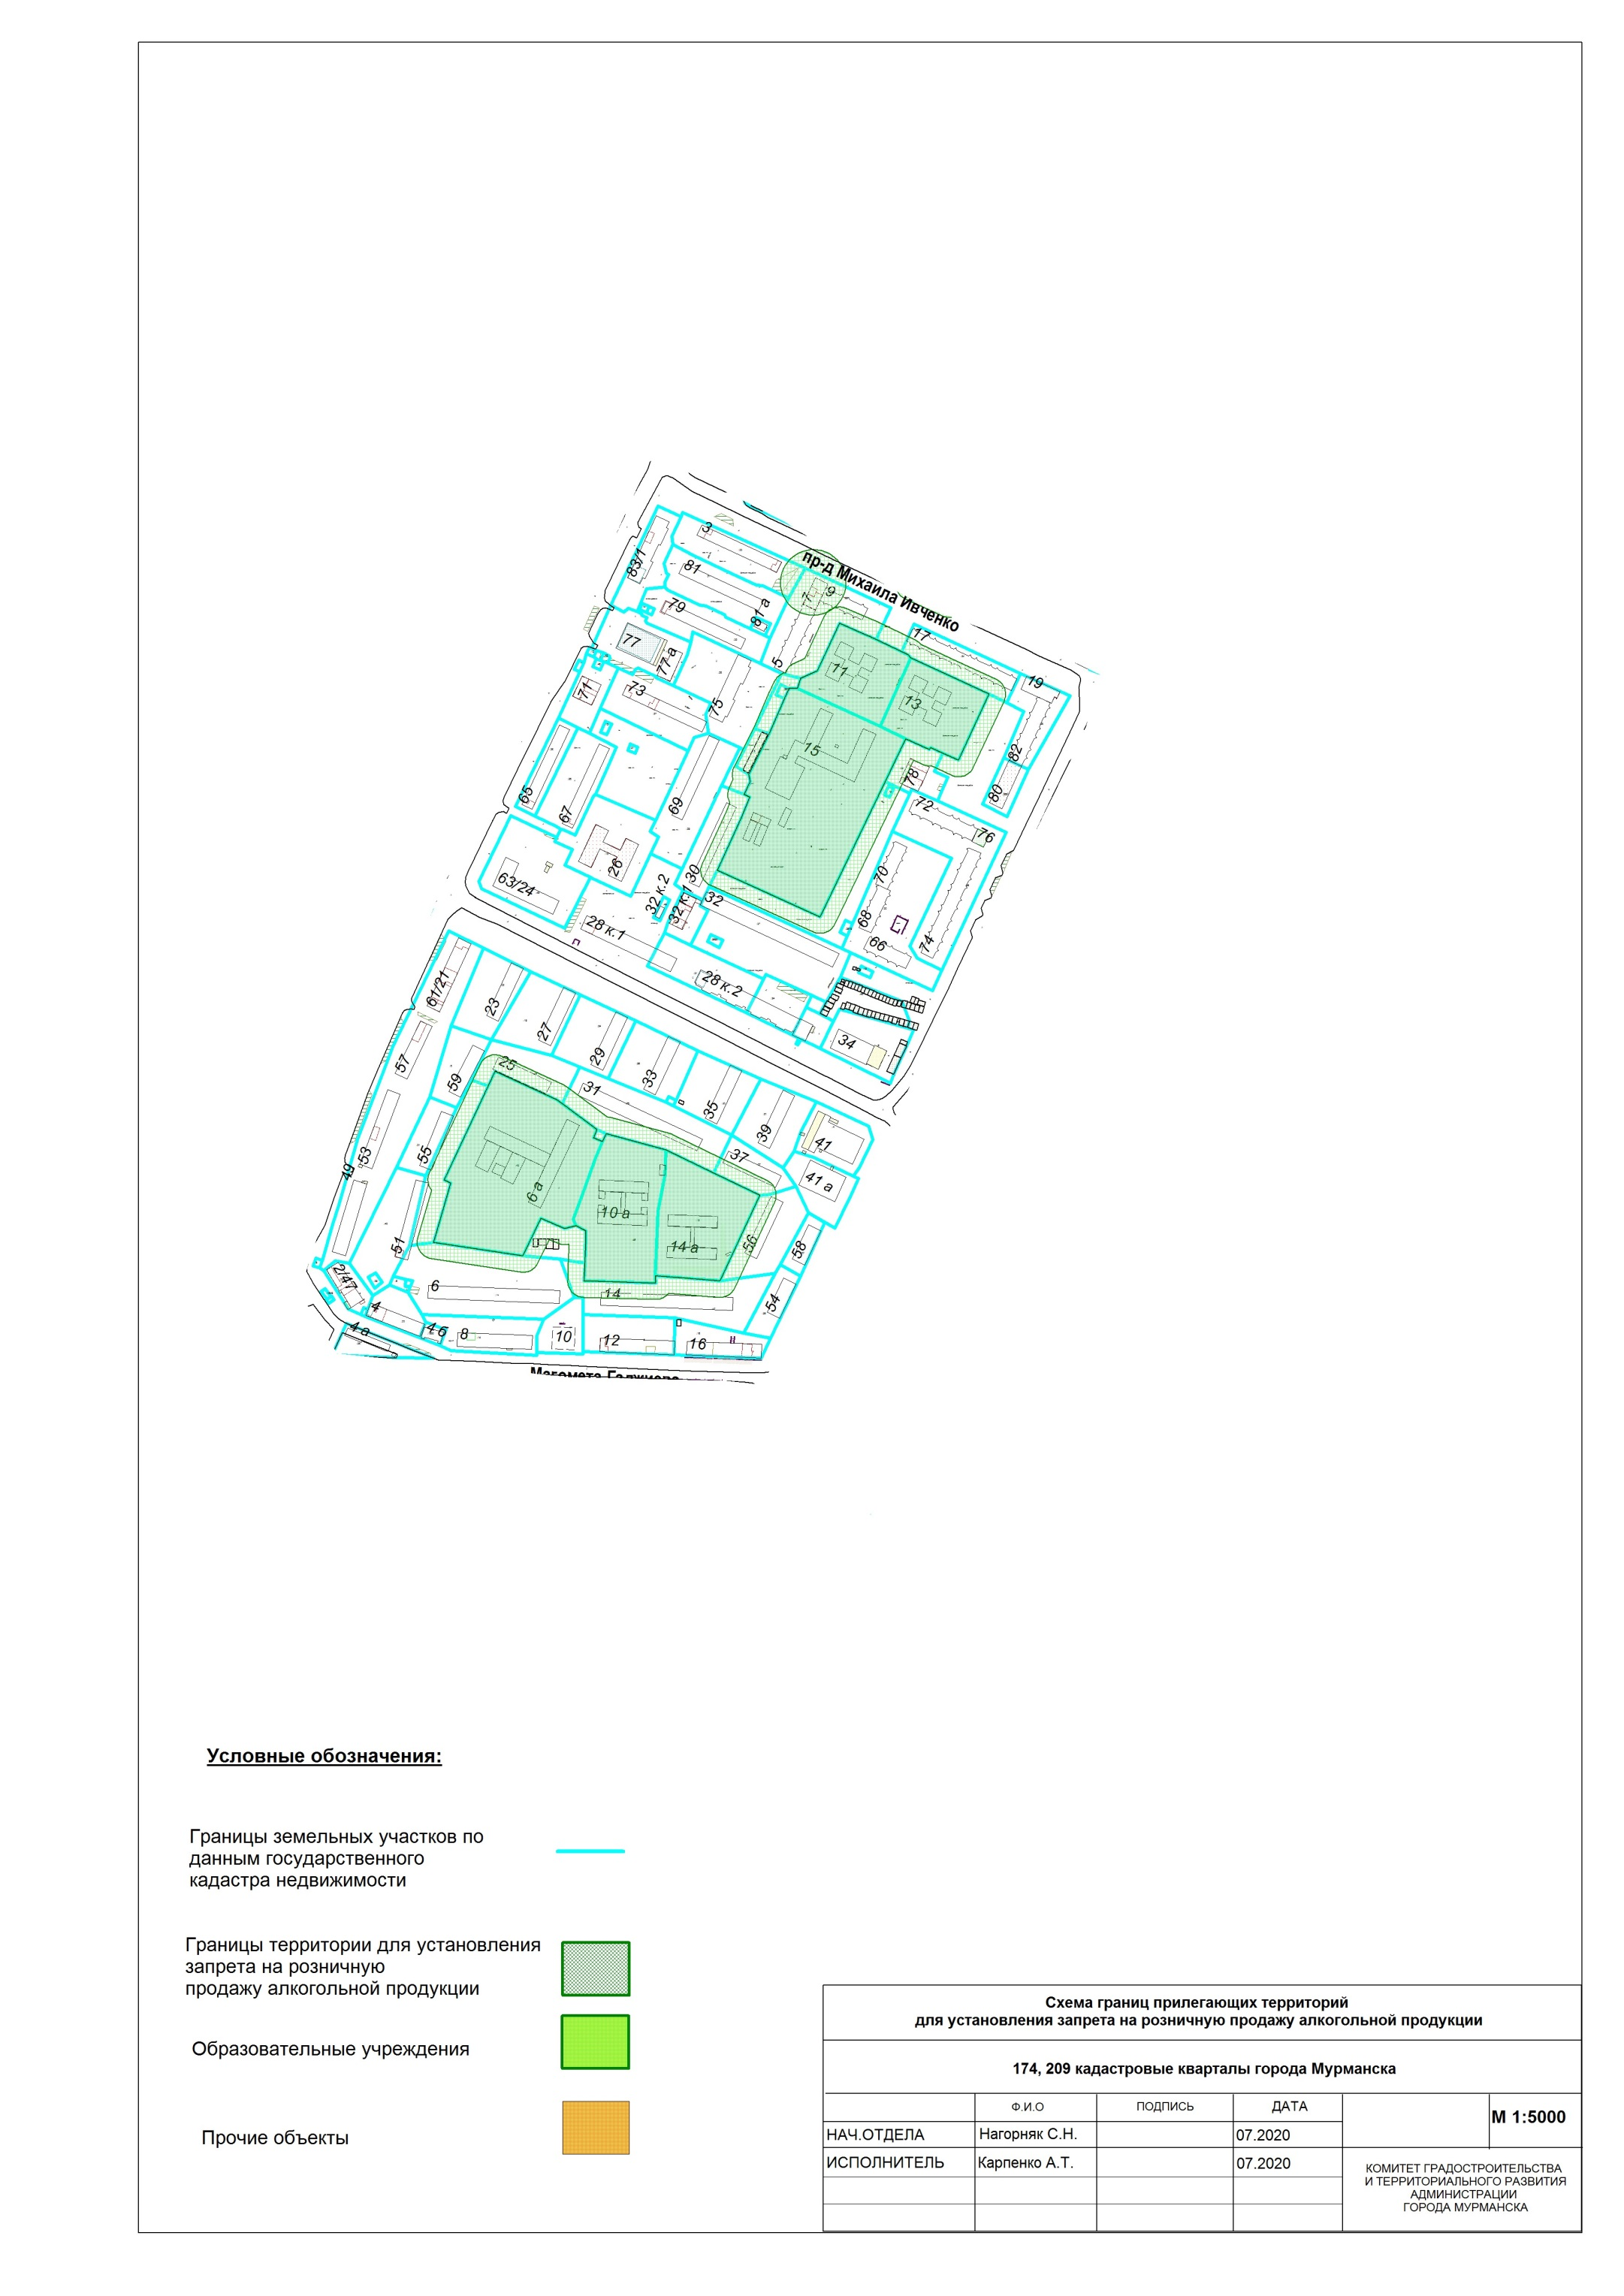 3
83/1
81
пр-д Михаила Ивченко
79
81 а
7
9
77
77 а
5
17
11
19
71
73
75
13
15
82
78
80
65
67
69
72
76
26
30
70
63/24
32 к.2
32 к.1
32
68
28 к.1
66
74
28 к.2
61/21
23
27
34
29
57
25
59
31
33
35
39
41
53
55
37
49
41 а
6 а
10 а
14 а
56
51
58
2/47
6
14
54
4
4 а
4 б
8
10
12
16
Магомета Гаджиева
Условные обозначения:
Границы земельных участков по
данным государственного
кадастра недвижимости
Границы территории для установления
запрета на розничную
продажу алкогольной продукции
Образовательные учреждения
Прочие объекты
Схема границ прилегающих территорий
для установления запрета на розничную продажу алкогольной продукции
174, 209 кадастровые кварталы города Мурманска
Ф.И.О ПОДПИСЬ ДАТА
М 1:5000
НАЧ.ОТДЕЛА Нагорняк С.Н. 07.2020
ИСПОЛНИТЕЛЬ Карпенко А.Т. 07.2020
КОМИТЕТ ГРАДОСТРОИТЕЛЬСТВА
И ТЕРРИТОРИАЛЬНОГО РАЗВИТИЯ
АДМИНИСТРАЦИИ
ГОРОДА МУРМАНСКА